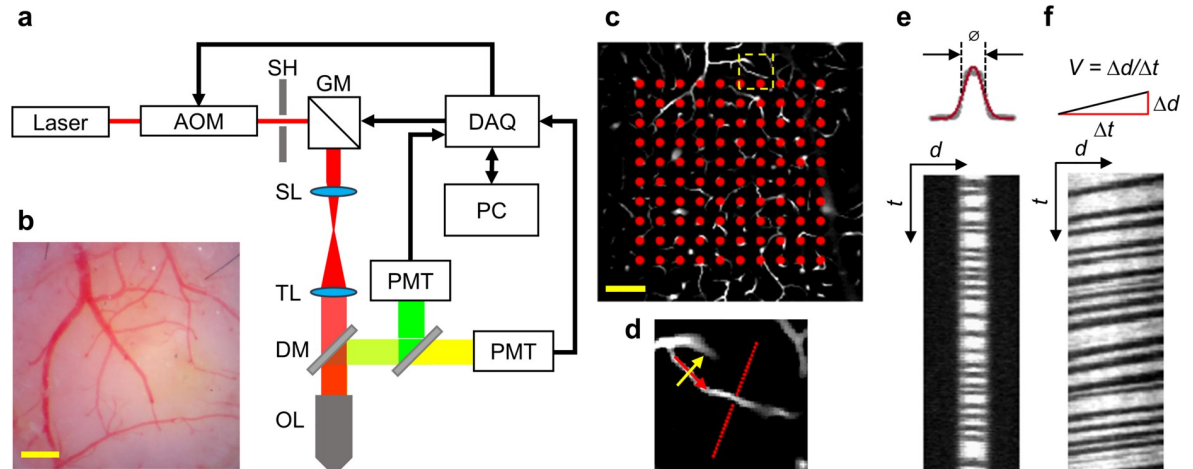 a
SH
GM
Laser
AOM
DAQ
SL
PC
PMT
TL
DM
PMT
OL
b
c
d
e
∅
d
t
f
V = Δd/Δt
Δd
Δt
d
t